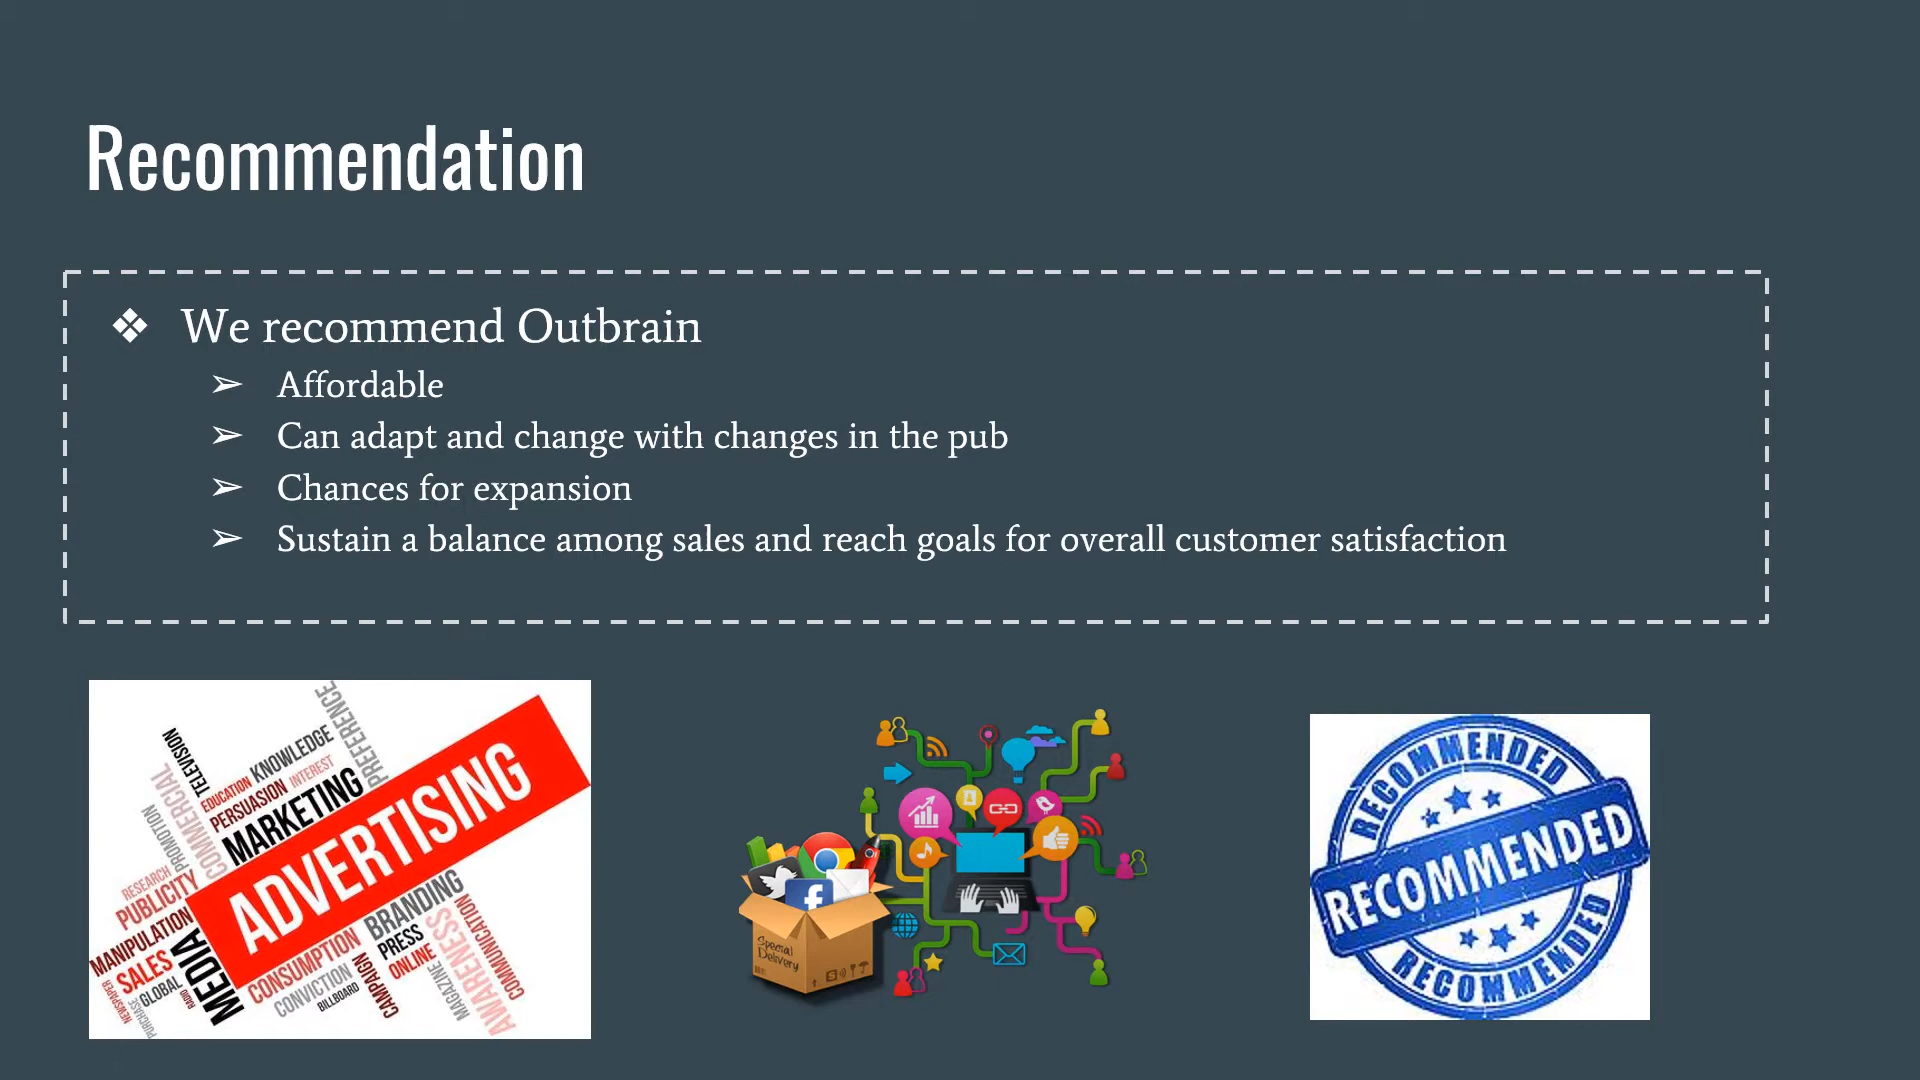 Recommendation
❖ We recommend Outbrain
➢ Affordable
➢ Can adapt and change with changes in the pub
➢ Chances for expansion
➢ Sustain a balance among sales and reach goals for overall customer satisfaction
PREFERENCE
TELEVISION
KNOWLEDGE
EDUCATION
INTEREST
COMMERCIAL
PERSUASION
PROMOTION
MARKETING
ADVERTISING
RESEARCH
PUBLICITY
MANIPULATION
SALES
MEDIA
BRANDING
PRESS
CONSUMPTION
ONLINE
COMMUNICATION
AWARENESS
CONVICTION
CAMPAIGN
MAGAZINE
BILLBOARD
GLOBAL
RADIO
NEWSPAPER
PURCHASE
Special
Delivery
RECOMMENDED
RECOMMENDED
RECOMMENDED